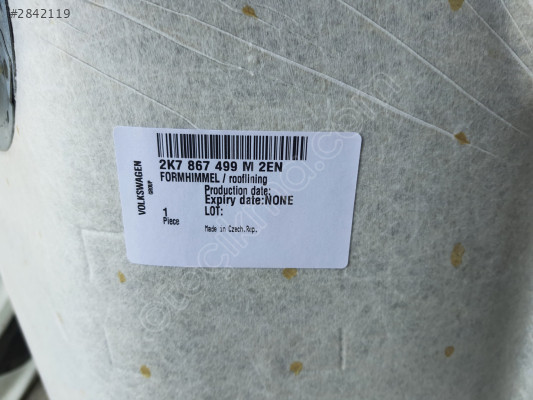 #2842119
2K7 867 499 M 2EN
FORMHIMMEL / rooflining
Production date:
Expiry date:NONE
LOT:
1
Piece
Made in Czech.Rep.
VOLKSWAGEN
GROUP